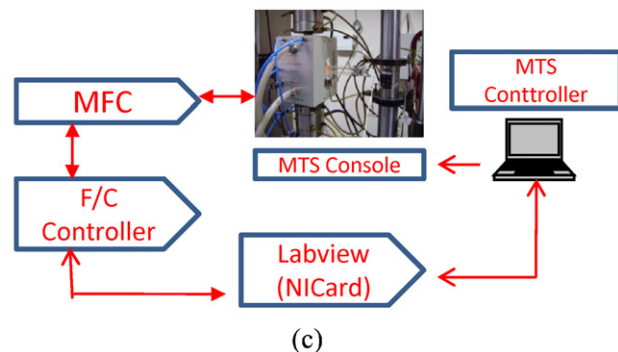 MFC
MTS
Conttroller
MTS Console
F/C
Controller
Labview
(NICard)
(c)